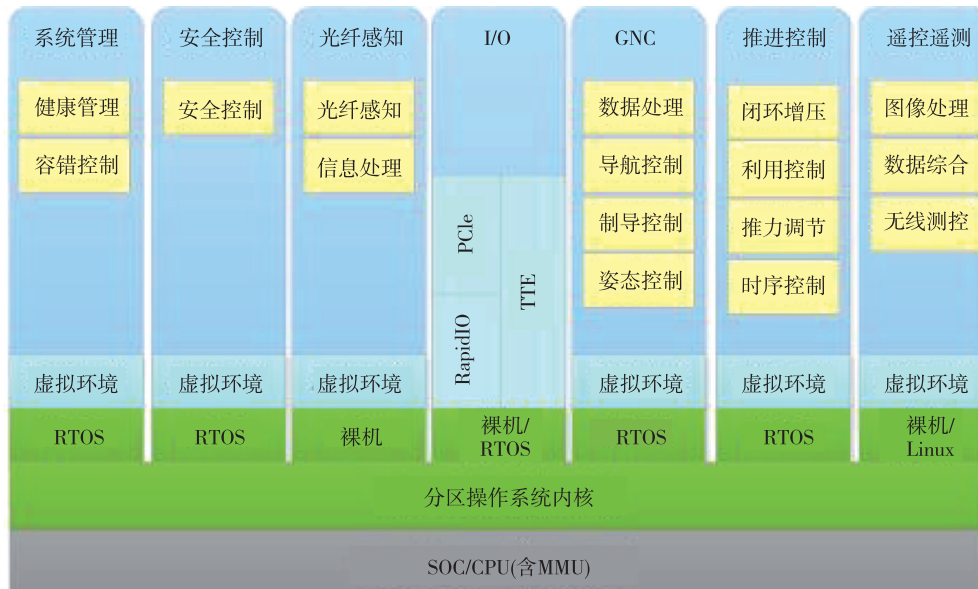 系统管理
安全控制
光纤感知
I/O
GNC
推进控制
遥控遥测
健康管理
容错控制
安全控制
光纤感知
信息处理
PCIe
RapidIO
TTE
数据处理
导航控制
制导控制
姿态控制
闭环增压
利用控制
推力调节
时序控制
图像处理
数据综合
无线测控
虚拟环境
虚拟环境
虚拟环境
虚拟环境
虚拟环境
虚拟环境
RTOS
RTOS
裸机
裸机/
RTOS
RTOS
RTOS
裸机/
Linux
分区操作系统内核
SOC/CPU(含MMU)